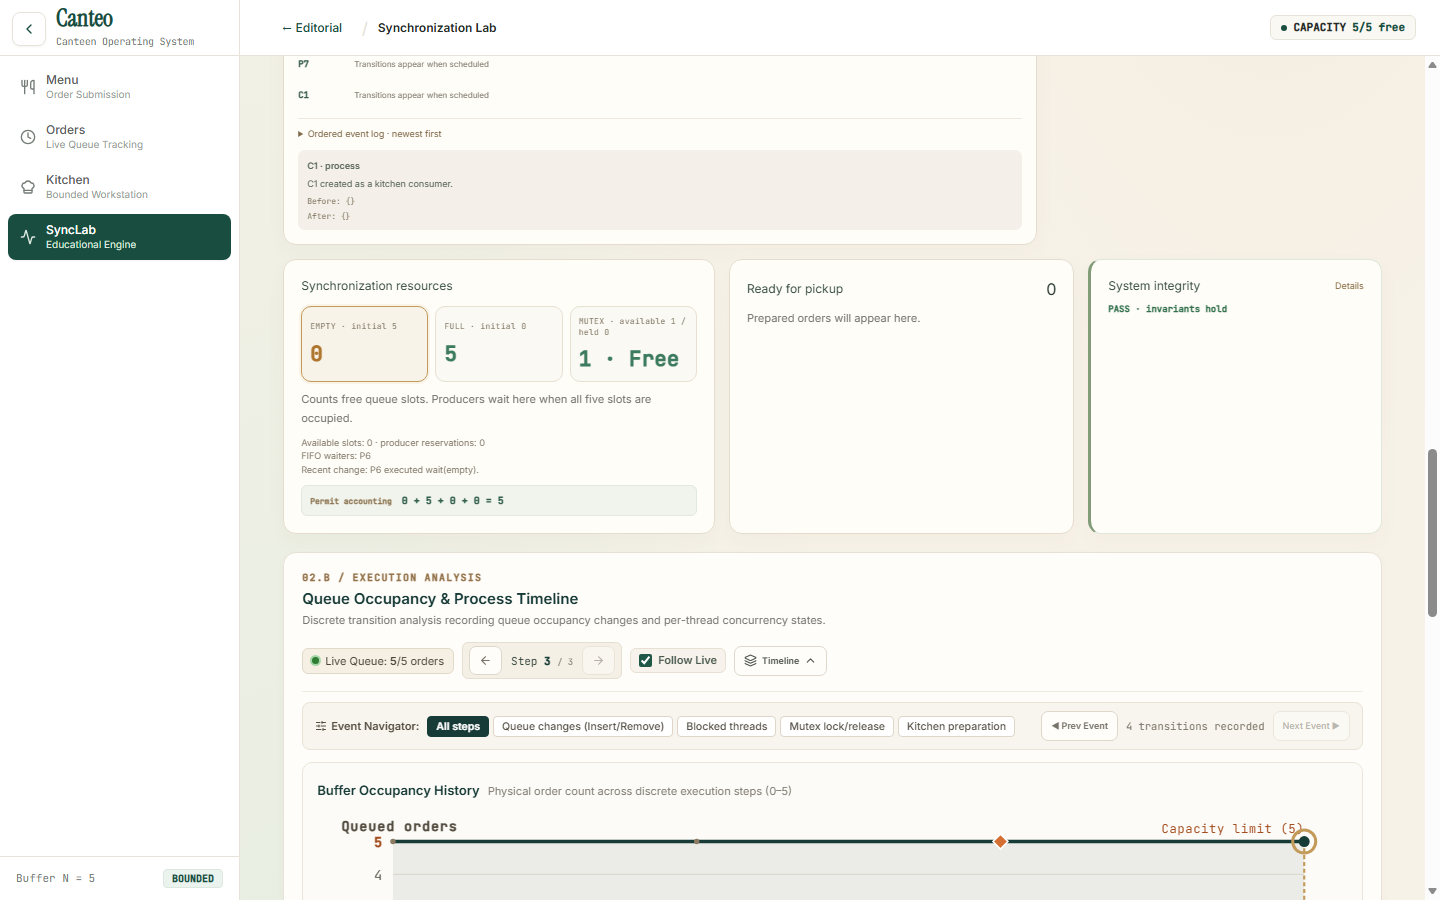 Canteo
Canteen Operating System
← Editorial / Synchronization Lab
CAPACITY 5/5 free
Menu
Order Submission
Orders
Live Queue Tracking
Kitchen
Bounded Workstation
SyncLab
Educational Engine
Buffer N = 5
BOUNDED
P7 Transitions appear when scheduled
C1 Transitions appear when scheduled
▶ Ordered event log · newest first
C1 · process
C1 created as a kitchen consumer.
Before: {}
After: {}
Synchronization resources
EMPTY · initial 5
0
FULL · initial 0
5
MUTEX · available 1 /
held 0
1 · Free
Counts free queue slots. Producers wait here when all five slots are
occupied.
Available slots: 0 · producer reservations: 0
FIFO waiters: P6
Recent change: P6 executed wait(empty).
Permit accounting 0 + 5 + 0 + 0 = 5
Ready for pickup 0
Prepared orders will appear here.
System integrity Details
PASS · invariants hold
02.B / EXECUTION ANALYSIS
Queue Occupancy & Process Timeline
Discrete transition analysis recording queue occupancy changes and per-thread concurrency states.
Live Queue: 5/5 orders
← Step 3 / 3 →
Follow Live
Timeline
Event Navigator: All steps Queue changes (Insert/Remove) Blocked threads Mutex lock/release Kitchen preparation
◀ Prev Event 4 transitions recorded Next Event ▶
Buffer Occupancy History Physical order count across discrete execution steps (0–5)
Queued orders
Capacity limit (5)
5
4